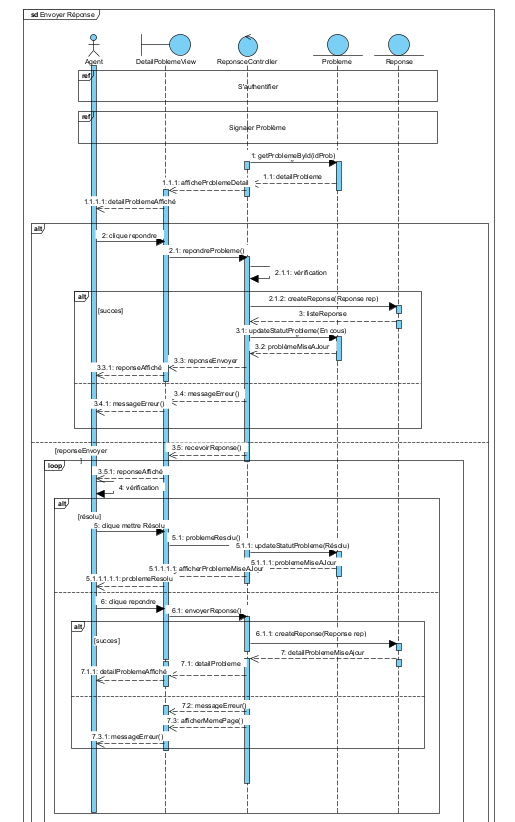 sd Envoyer Réponse
Agent
DetailPoblemeView
ReponsceController
Probleme
Reponse
ref
S'authentifier
ref
Signaler Problème
1: getProblemeById(idProb)
1.1: detailProbleme
1.1.1: afficheProblemeDetail
1.1.1.1: detailProblemeAffiché
alt
2: clique repondre
2.1: repondreProbleme()
2.1.1: vérification
alt
2.1.2: createReponse(Reponse rep)
[succes]
3: listeReponse
3.1: updateStatutProbleme(En cous)
3.2: problèmeMiseAJour
3.3: reponseEnvoyer
3.3.1: reponseAffiché
3.4: messageErreur()
3.4.1: messageErreur()
3.5: recevoirReponse()
[reponseEnvoyer
]
loop
3.5.1: reponseAffiché
4: vérification
alt
[résolu]
5: clique mettre Résolu
5.1: problemeResolu()
5.1.1: updateStatutProbleme(Résolu)
5.1.1.1: problemeMiseAJour
5.1.1.1.1: afficherProblemeMiseAJour
5.1.1.1.1.1: problemeResolu
6: clique repondre
6.1: envoyerReponse()
alt
6.1.1: createReponse(Reponse rep)
[succes]
7: detailProblemeMiseAjour
7.1: detailProbleme
7.1.1: detailProblemeAffiché
7.2: messageErreur()
7.3: afficherMemePage()
7.3.1: messageErreur()